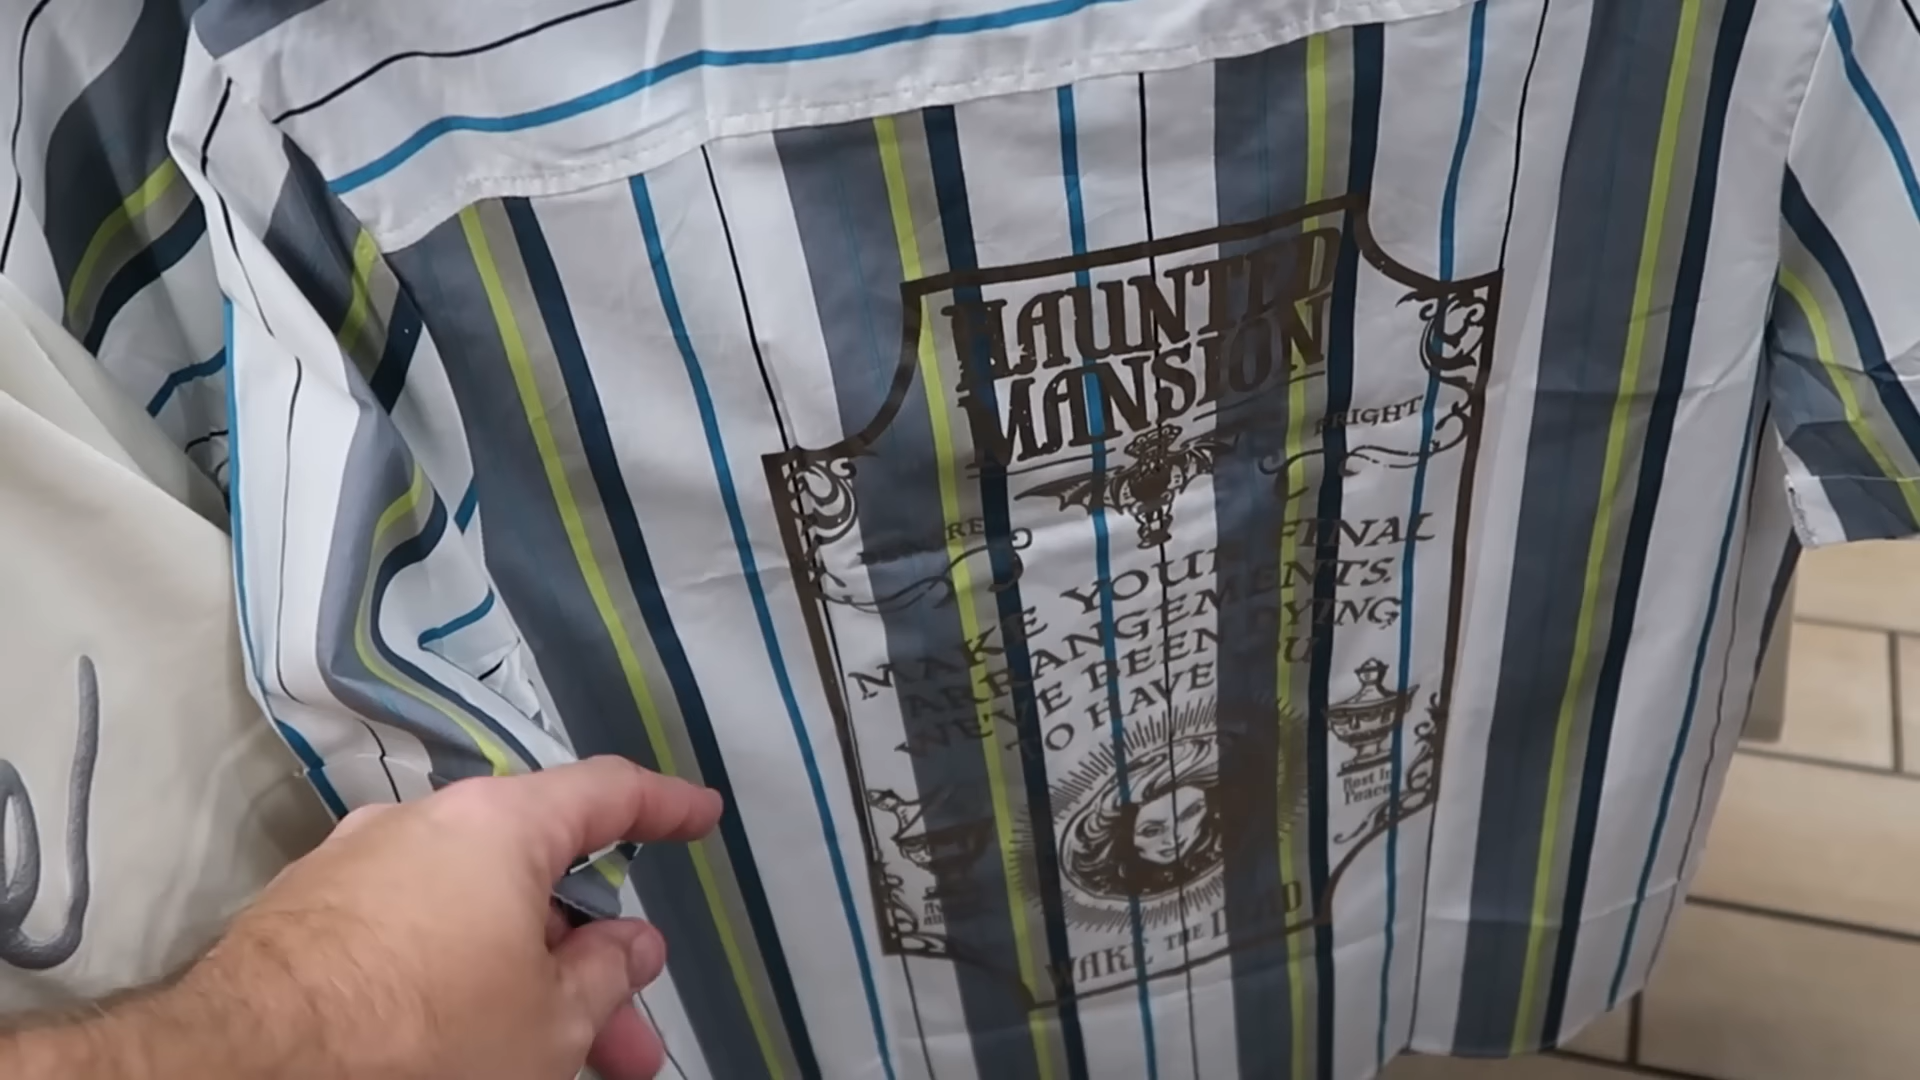 HAUNTED
MANSION
BRIGHT
MAKE YOUR FINAL
ARRANGEMENTS.
WE'VE BEEN DYING
TO HAVE YOU
Rest In
Peace
WAKE THE DEAD